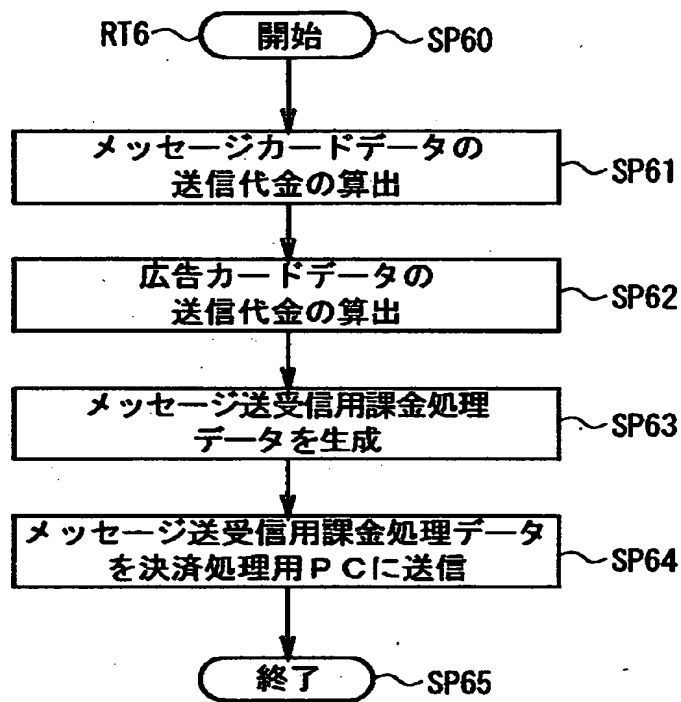 RT6 開始 SP60
メッセージカードデータの
送信代金の算出 SP61
広告カードデータの
送信代金の算出 SP62
メッセージ送受信用課金処理
データを生成 SP63
メッセージ送受信用課金処理データ
を決済処理用PCに送信 SP64
終了 SP65